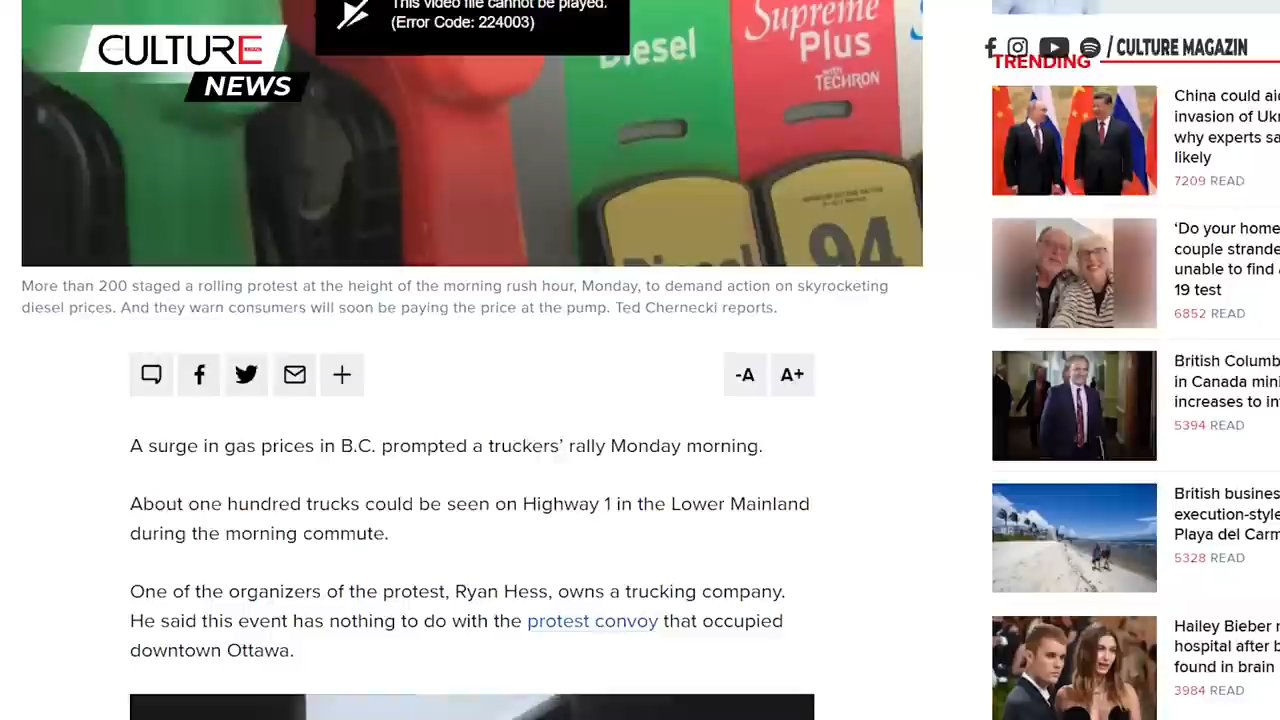 This video file cannot be played.
(Error Code: 224003)
CULTURE
NEWS
Diesel
Supreme
Plus
WITH
TECHRON
94
Diesel
/ CULTURE MAGAZIN
TRENDING
More than 200 staged a rolling protest at the height of the morning rush hour, Monday, to demand action on skyrocketing
diesel prices. And they warn consumers will soon be paying the price at the pump. Ted Chernecki reports.
-A A+
A surge in gas prices in B.C. prompted a truckers’ rally Monday morning.
About one hundred trucks could be seen on Highway 1 in the Lower Mainland
during the morning commute.
One of the organizers of the protest, Ryan Hess, owns a trucking company.
He said this event has nothing to do with the protest convoy that occupied
downtown Ottawa.
China could aid
invasion of Uk
why experts sa
likely
7209 READ
‘Do your home
couple strande
unable to find
19 test
6852 READ
British Columb
in Canada mini
increases to in
5394 READ
British busines
execution-style
Playa del Carm
5328 READ
Hailey Bieber r
hospital after b
found in brain
3984 READ